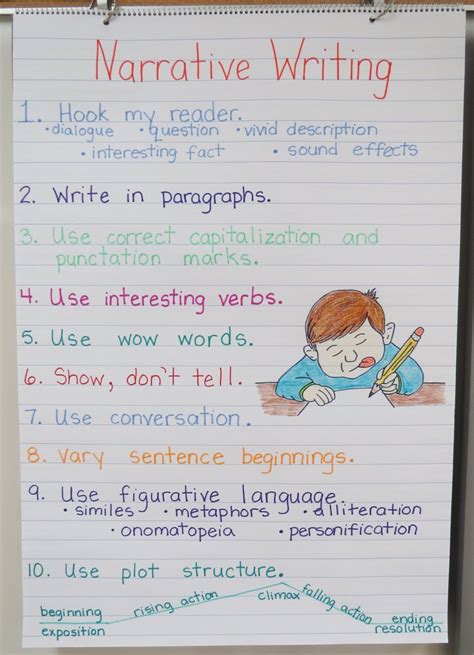 Narrative Writing
1. Hook my reader.
• dialogue • question • vivid description
• interesting fact • sound effects
2. Write in paragraphs.
3. Use correct capitalization and
punctation marks.
4. Use interesting verbs.
5. Use wow words.
6. Show, don't tell.
7. Use conversation.
8. Vary sentence beginnings.
9. Use figurative language.
• similes • metaphors • alliteration
• onomatopeia • personification
10. Use plot structure.
beginning rising action climax falling action ending
exposition resolution